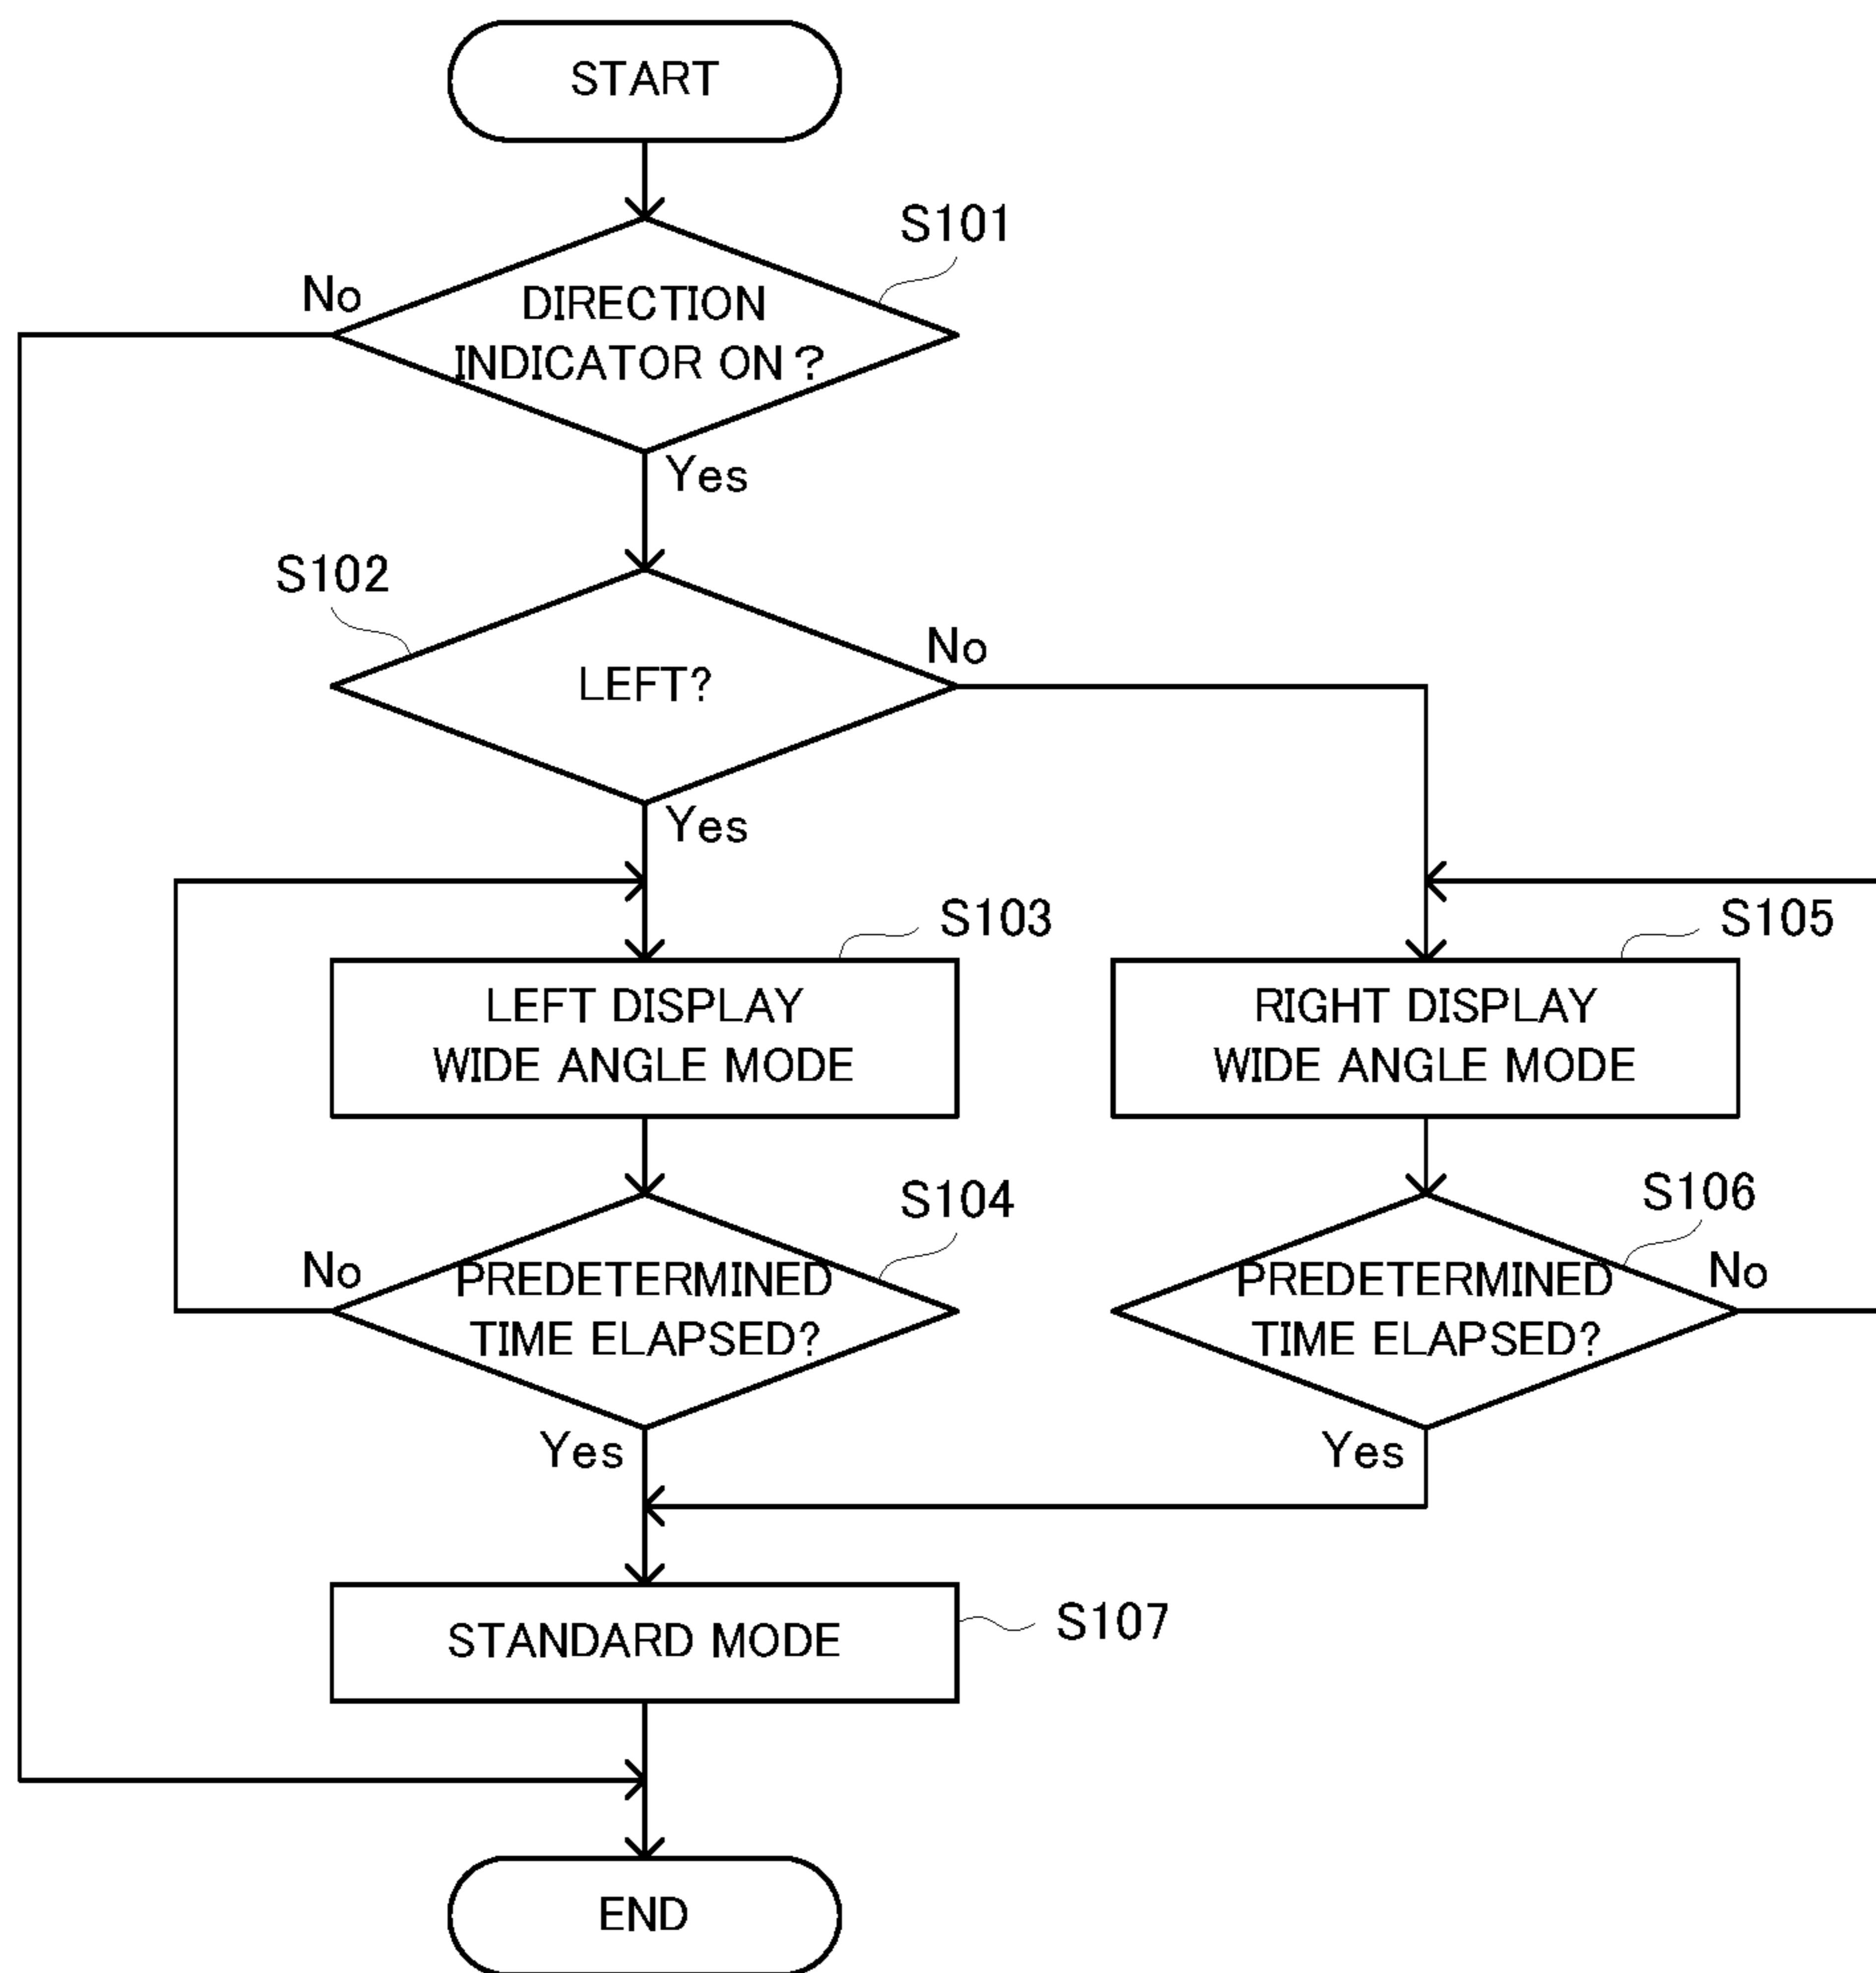 START
S101
No
DIRECTION
INDICATOR ON ?
Yes
S102
No
LEFT?
Yes
S103
S105
LEFT DISPLAY
WIDE ANGLE MODE
RIGHT DISPLAY
WIDE ANGLE MODE
S104
S106
No
PREDETERMINED
TIME ELAPSED?
PREDETERMINED
TIME ELAPSED?
No
Yes
Yes
STANDARD MODE
S107
END